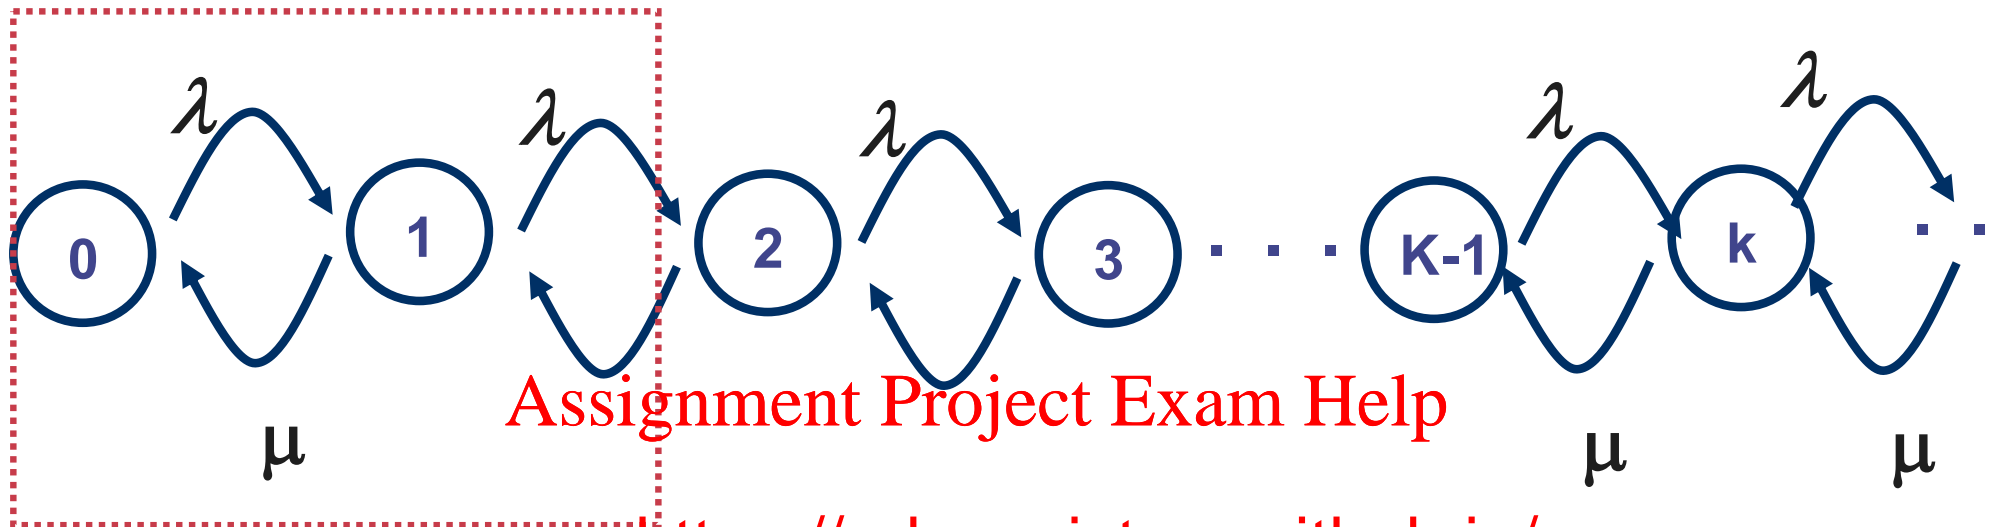 λ λ λ λ λ
0 1 2 3 . . . K-1 k . .
Assignment Project Exam Help
μ μ μ